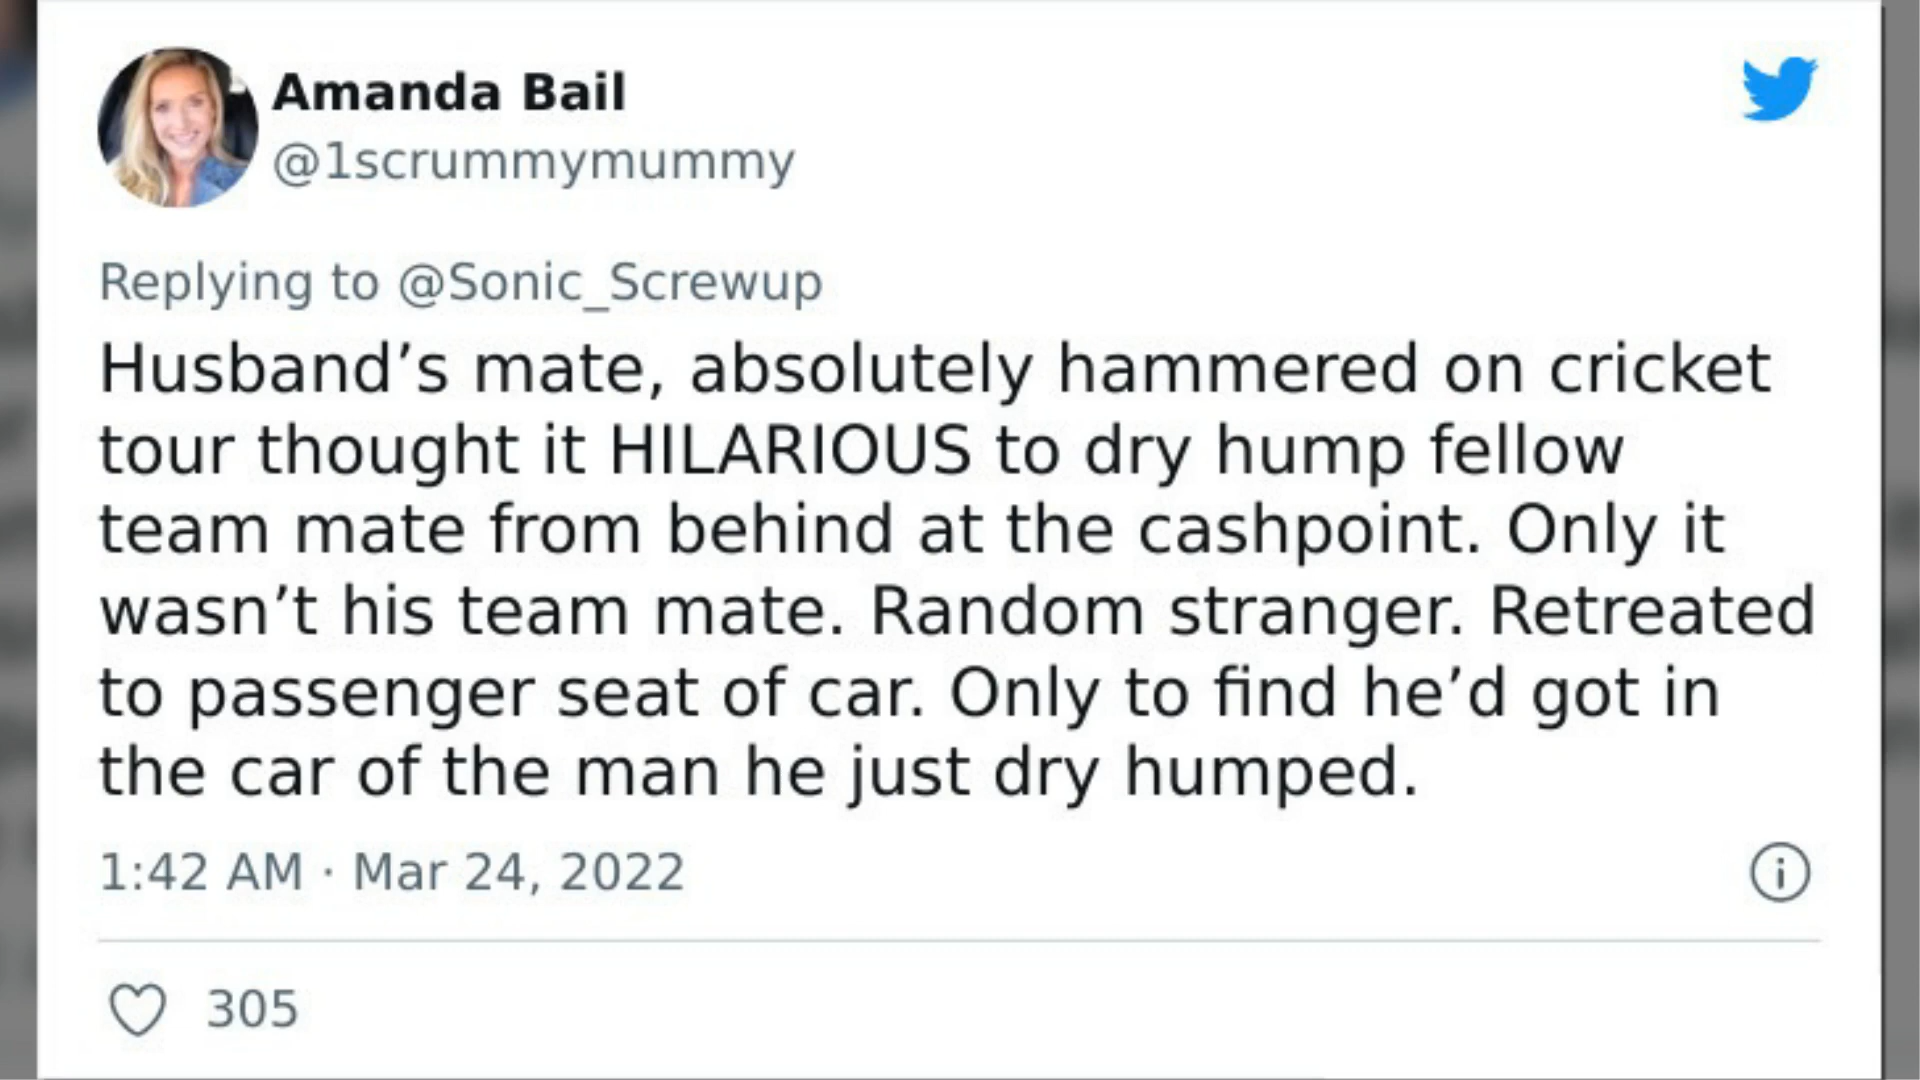 Amanda Bail
@1scrummymummy
Replying to @Sonic_Screwup
Husband’s mate, absolutely hammered on cricket
tour thought it HILARIOUS to dry hump fellow
team mate from behind at the cashpoint. Only it
wasn’t his team mate. Random stranger. Retreated
to passenger seat of car. Only to find he’d got in
the car of the man he just dry humped.
1:42 AM · Mar 24, 2022
305